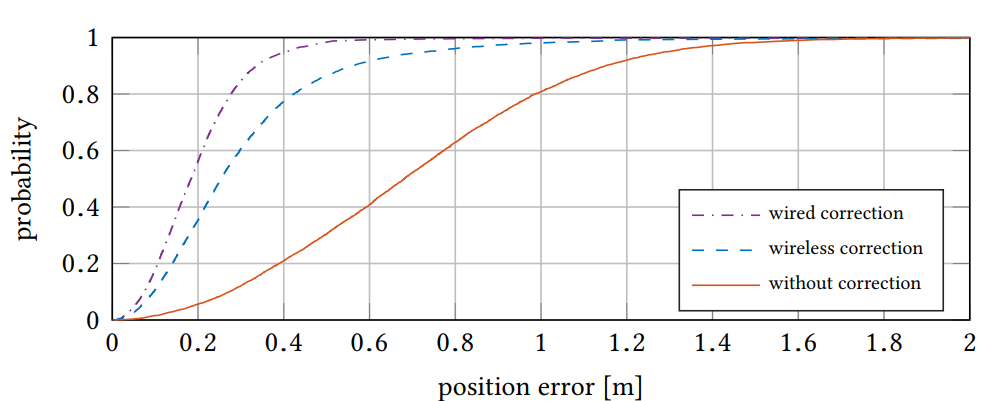 probability
1
0.8
0.6
0.4
0.2
0
wired correction
wireless correction
without correction
0 0.2 0.4 0.6 0.8 1 1.2 1.4 1.6 1.8 2
position error [m]